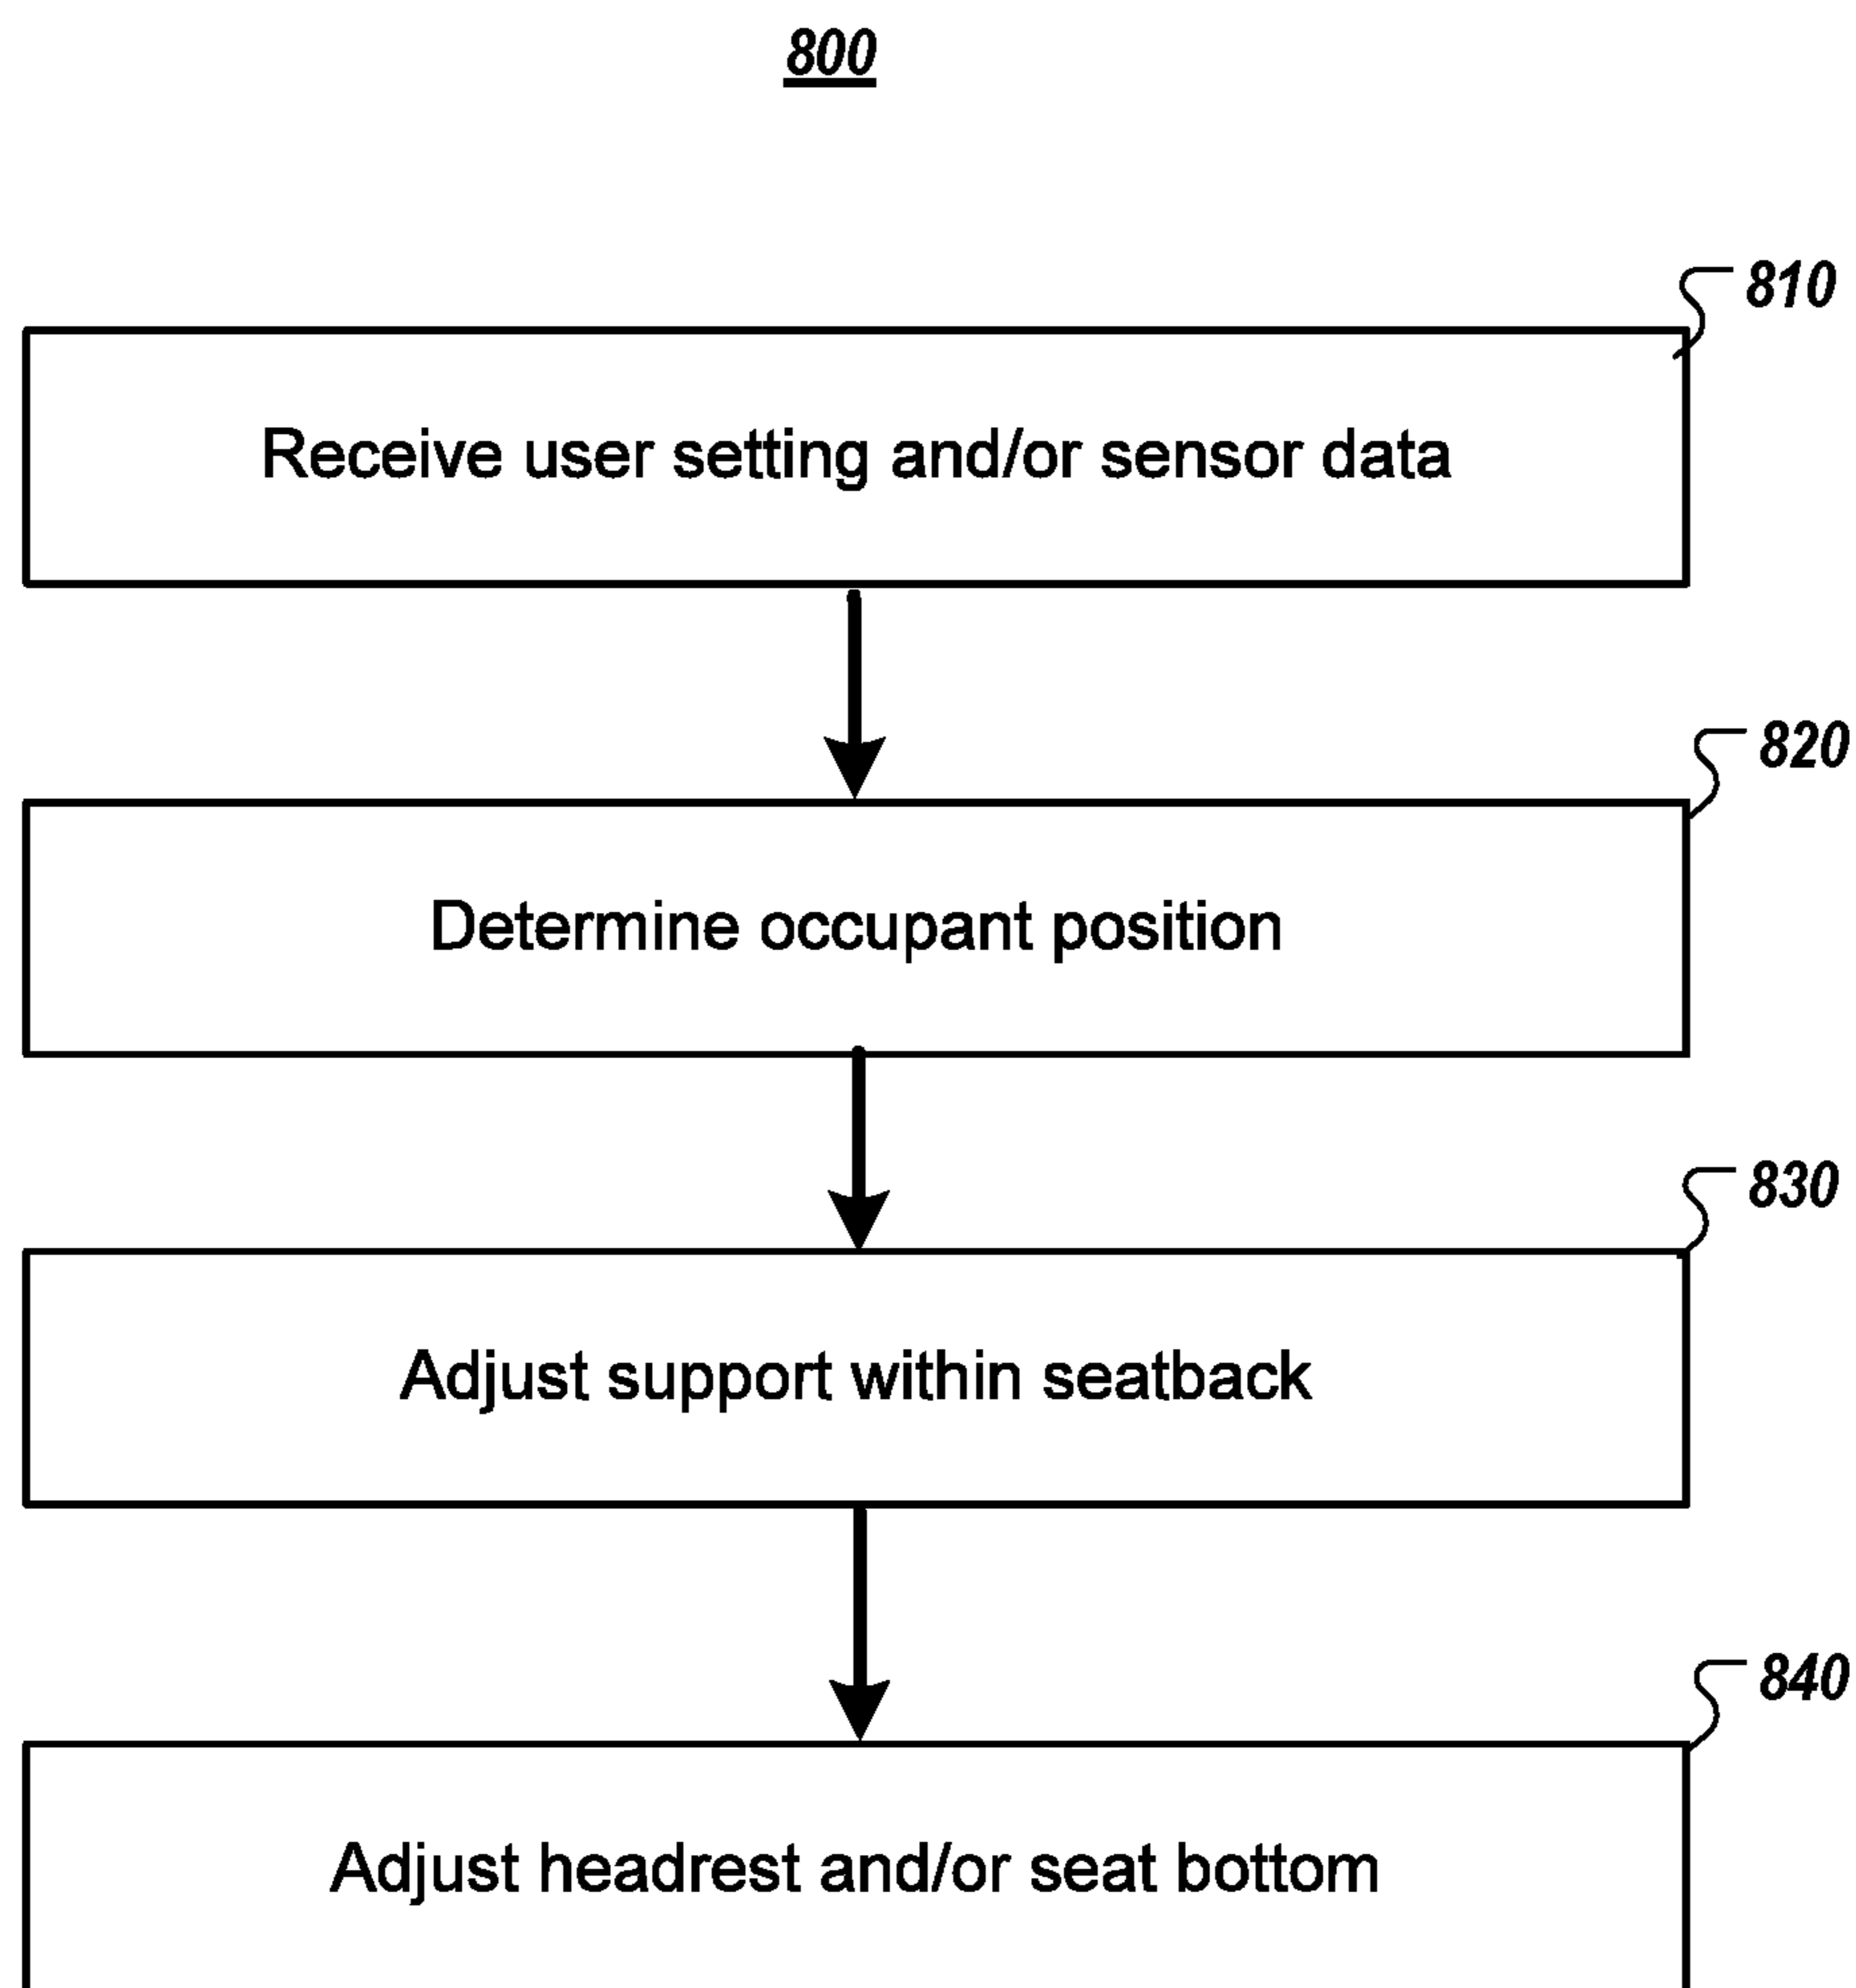 800
810
Receive user setting and/or sensor data
820
Determine occupant position
830
Adjust support within seatback
840
Adjust headrest and/or seat bottom